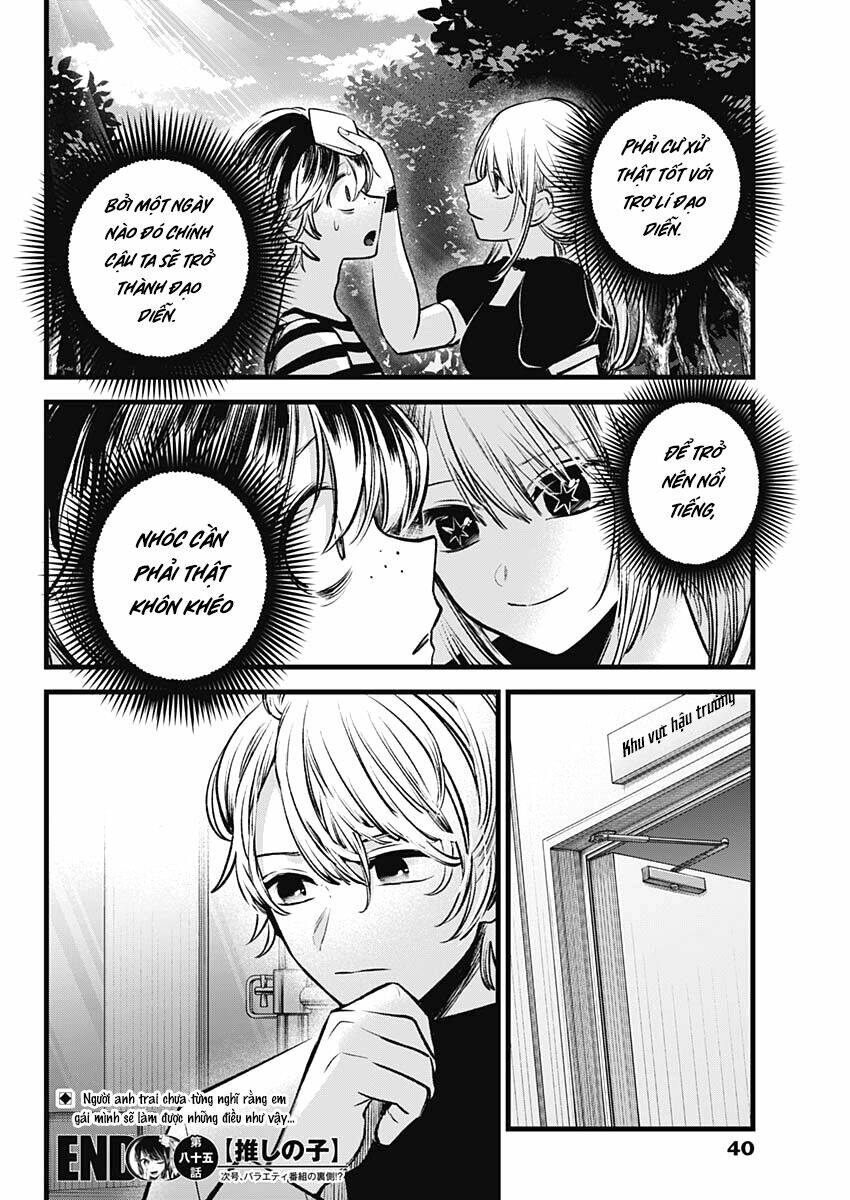 PHẢI CƯ XỬ
THẬT TỐT VỚI
TRỢ LÍ ĐẠO
DIỄN.
BỞI MỘT NGÀY
NÀO ĐÓ CHÍNH
CẬU TA SẼ TRỞ
THÀNH ĐẠO
DIỄN.
ĐỂ TRỞ
NÊN NỔI
TIẾNG,
NHÓC CẦN
PHẢI THẬT
KHÔN KHÉO
Khu vực hậu trường
Người anh trai chưa từng nghĩ rằng em
gái mình sẽ làm được những điều như vậy...
END
第
八十五
話
【推しの子】
次号、バラエティ番組の裏側!?
40